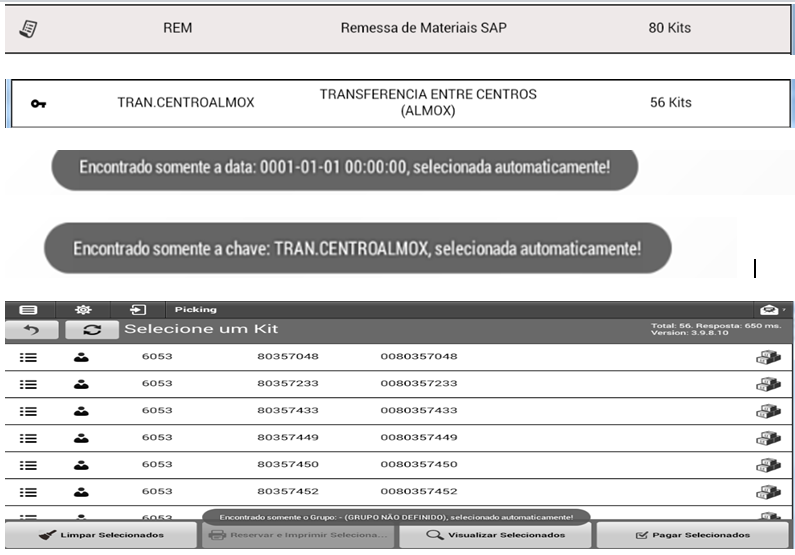 REM Remessa de Materiais SAP 80 Kits
TRAN.CENTROALMOX TRANSFERENCIA ENTRE CENTROS (ALMOX) 56 Kits
Encontrado somente a data: 0001-01-01 00:00:00, selecionada automaticamente!
Encontrado somente a chave: TRAN.CENTROALMOX, selecionada automaticamente!
Picking
Selecione um Kit
Total: 56. Resposta: 650 ms.
Version: 3.9.8.10
6053 80357048 0080357048
6053 80357233 0080357233
6053 80357433 0080357433
6053 80357449 0080357449
6053 80357450 0080357450
6053 80357452 0080357452
6053
Encontrado somente o Grupo: - (GRUPO NÃO DEFINIDO), selecionado automaticamente!
Limpar Selecionados Reservar e Imprimir Seleciona... Visualizar Selecionados Pagar Selecionados